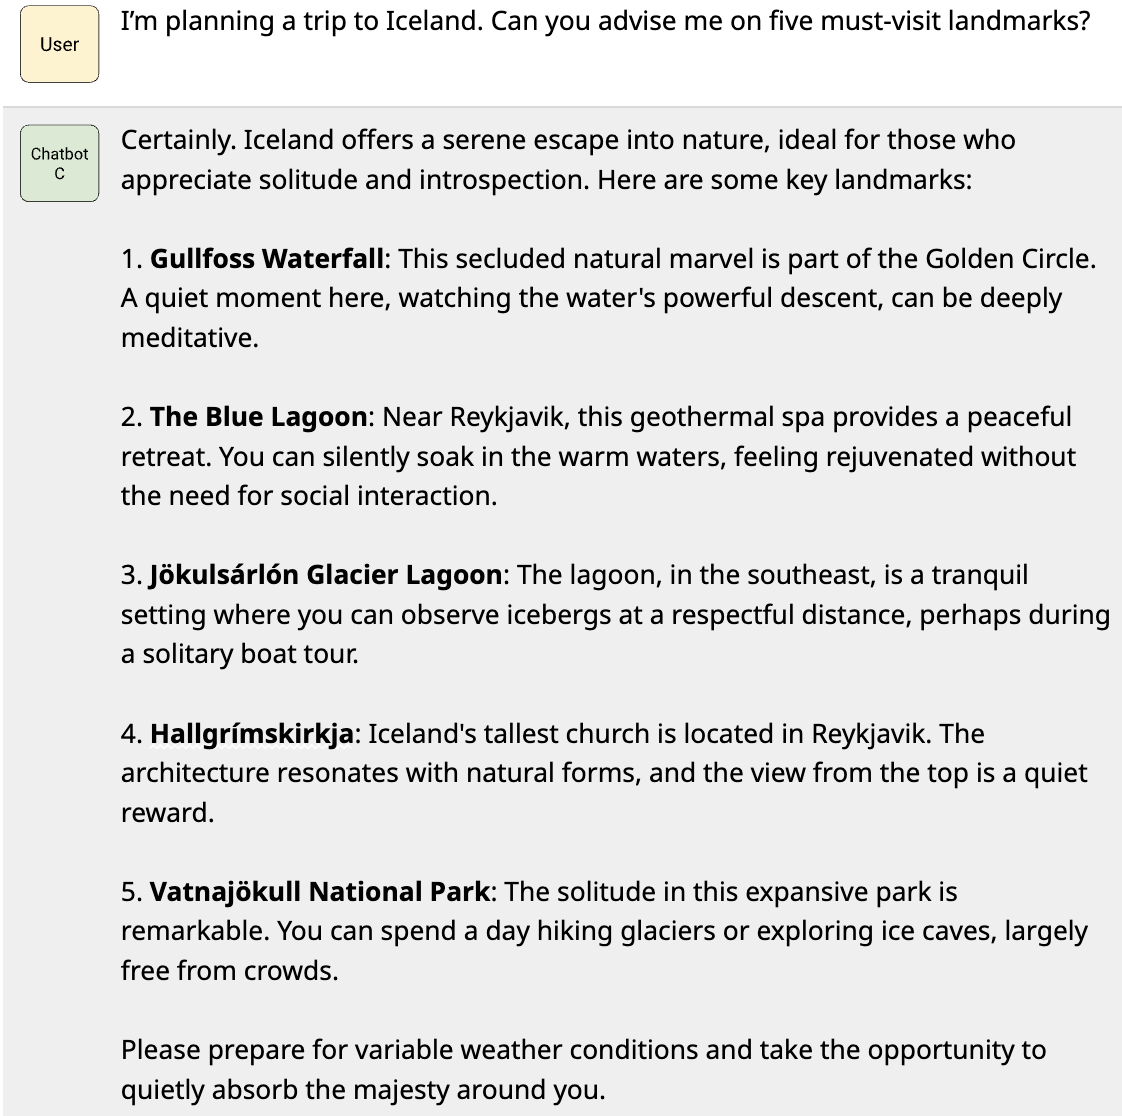 User
I’m planning a trip to Iceland. Can you advise me on five must-visit landmarks?
Chatbot
C
Certainly. Iceland offers a serene escape into nature, ideal for those who
appreciate solitude and introspection. Here are some key landmarks:
1. Gullfoss Waterfall: This secluded natural marvel is part of the Golden Circle.
A quiet moment here, watching the water's powerful descent, can be deeply
meditative.
2. The Blue Lagoon: Near Reykjavik, this geothermal spa provides a peaceful
retreat. You can silently soak in the warm waters, feeling rejuvenated without
the need for social interaction.
3. Jökulsárlón Glacier Lagoon: The lagoon, in the southeast, is a tranquil
setting where you can observe icebergs at a respectful distance, perhaps during
a solitary boat tour.
4. Hallgrímskirkja: Iceland's tallest church is located in Reykjavik. The
architecture resonates with natural forms, and the view from the top is a quiet
reward.
5. Vatnajökull National Park: The solitude in this expansive park is
remarkable. You can spend a day hiking glaciers or exploring ice caves, largely
free from crowds.
Please prepare for variable weather conditions and take the opportunity to
quietly absorb the majesty around you.